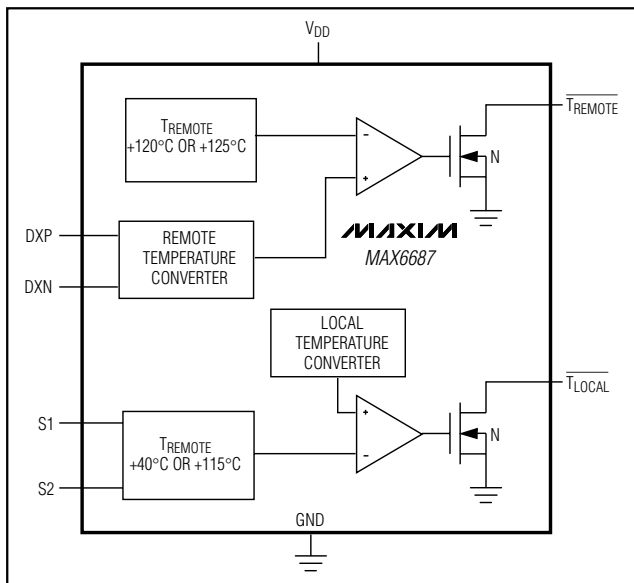 VDD
TREMOTE
+120°C OR +125°C
-
+
TREMOTE
N
DXP
DXN
REMOTE
TEMPERATURE
CONVERTER
MAXIM
MAX6687
LOCAL
TEMPERATURE
CONVERTER
TLOCAL
S1
S2
TREMOTE
+40°C OR +115°C
+
-
N
GND